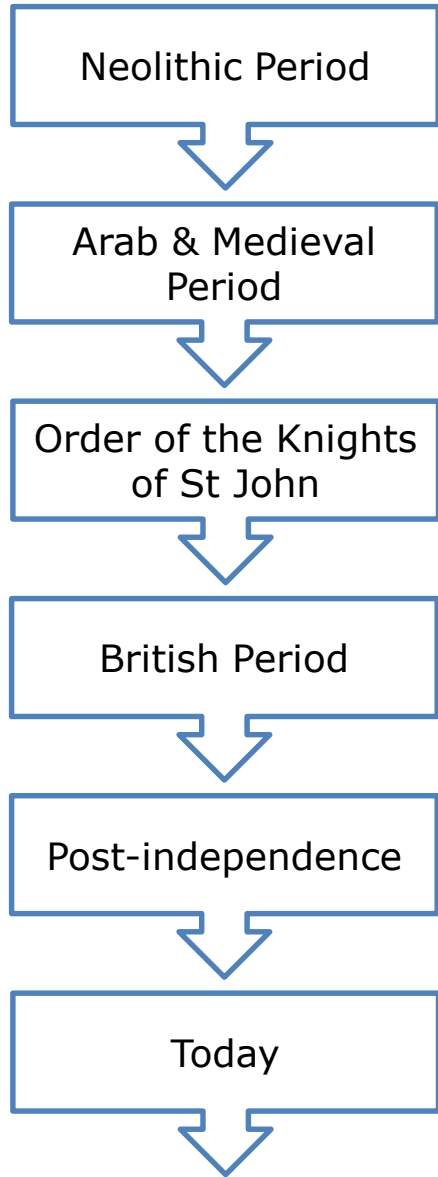 Neolithic Period
Arab & Medieval
Period
Order of the Knights
of St John
British Period
Post-independence
Today